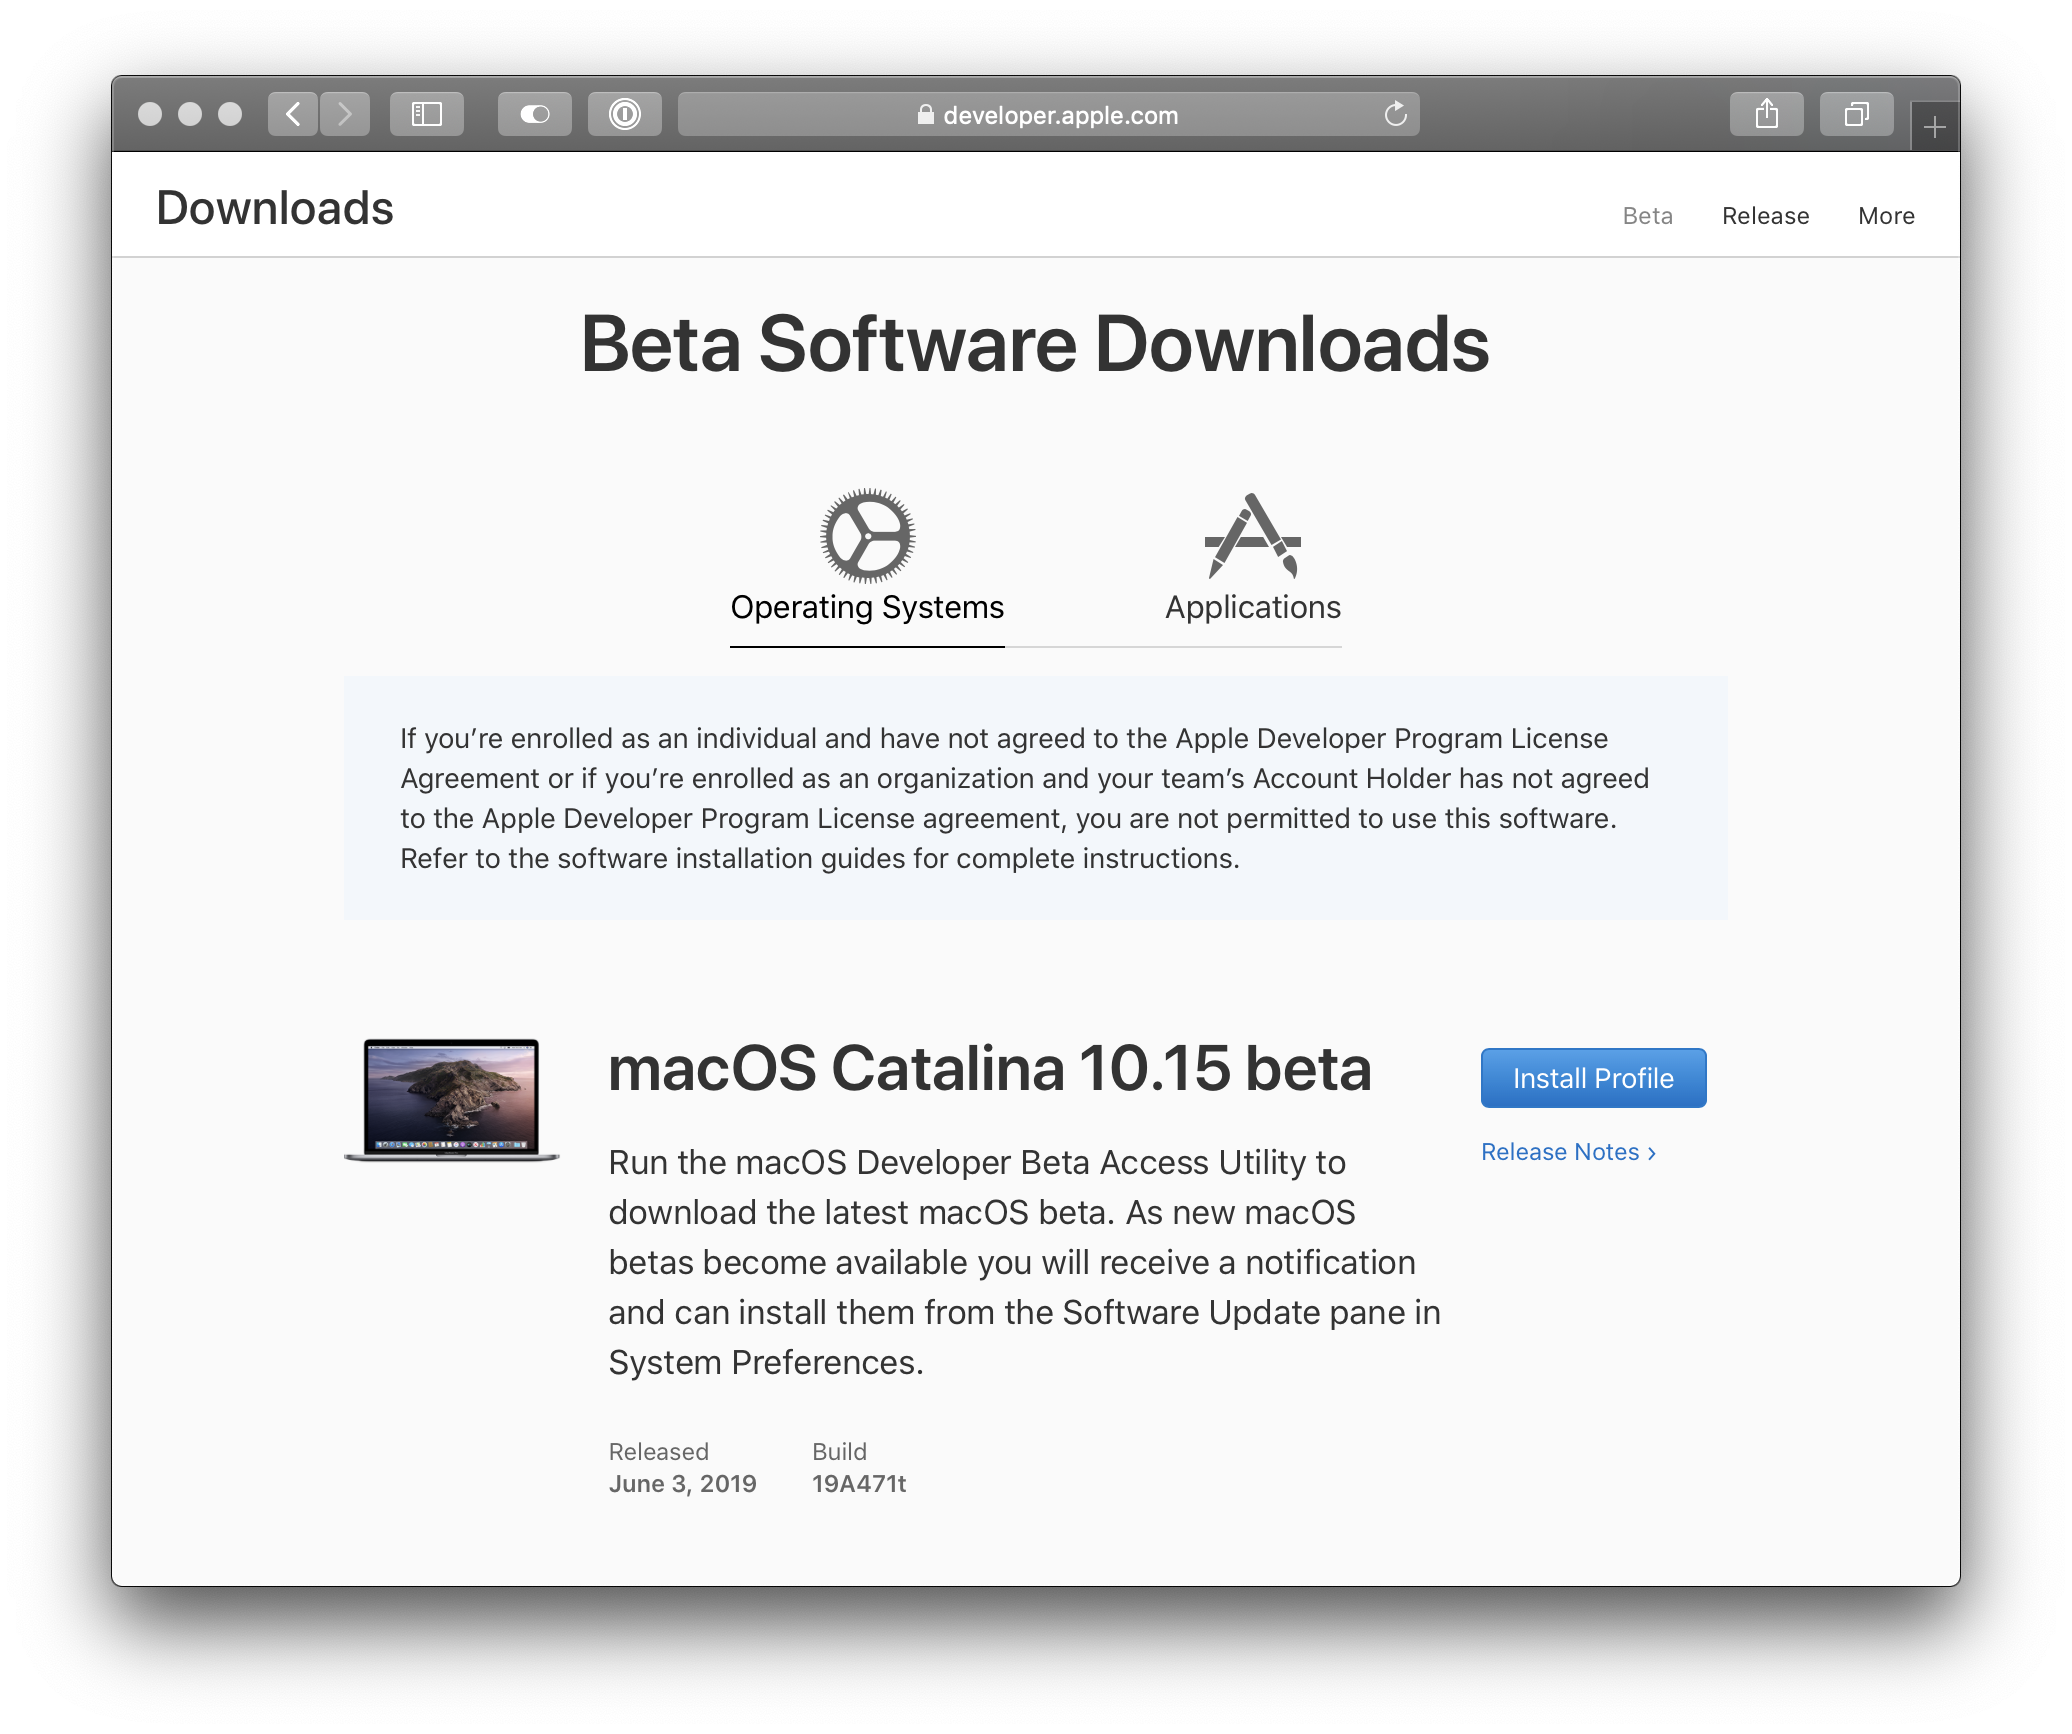 developer.apple.com
Downloads
Beta Release More
Beta Software Downloads
Operating Systems Applications
If you’re enrolled as an individual and have not agreed to the Apple Developer Program License
Agreement or if you’re enrolled as an organization and your team’s Account Holder has not agreed
to the Apple Developer Program License agreement, you are not permitted to use this software.
Refer to the software installation guides for complete instructions.
macOS Catalina 10.15 beta
Install Profile
Release Notes ›
Run the macOS Developer Beta Access Utility to
download the latest macOS beta. As new macOS
betas become available you will receive a notification
and can install them from the Software Update pane in
System Preferences.
Released Build
June 3, 2019 19A471t